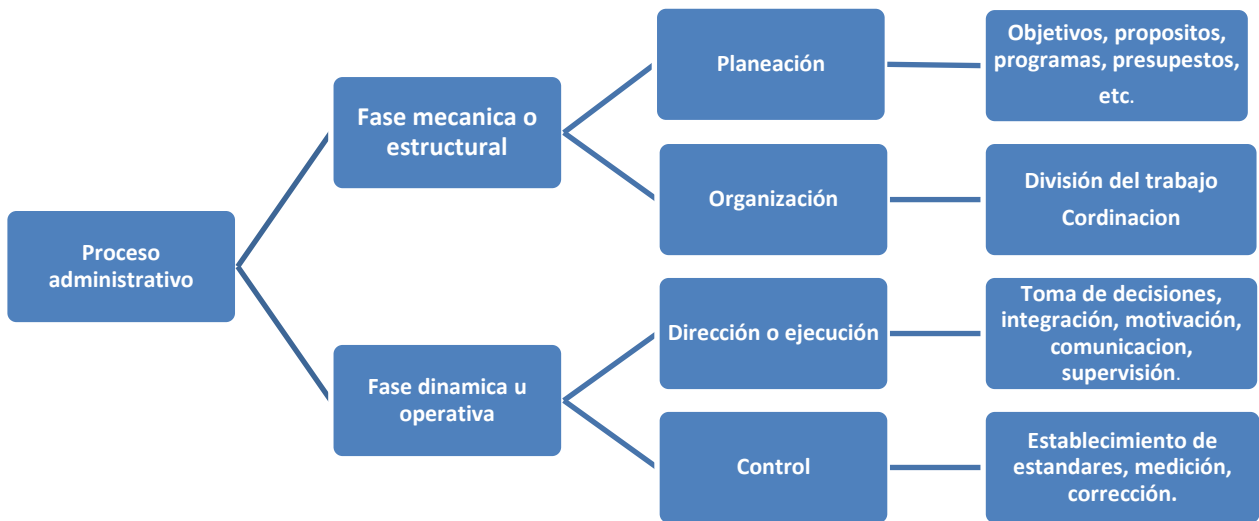 Proceso
administrativo
Fase mecanica o
estructural
Planeación
Objetivos, propositos,
programas, presupestos,
etc.
Organización
División del trabajo
Cordinacion
Fase dinamica u
operativa
Dirección o ejecución
Toma de decisiones,
integración, motivación,
comunicacion,
supervisión.
Control
Establecimiento de
estandares, medición,
corrección.